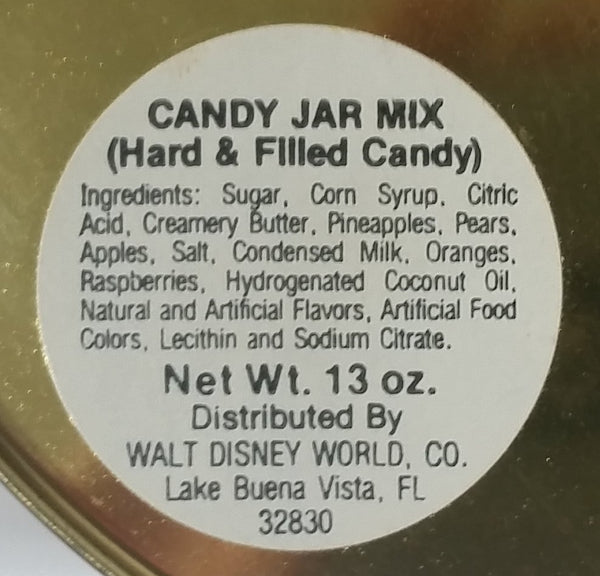 CANDY JAR MIX
(Hard & Filled Candy)
Ingredients: Sugar, Corn Syrup, Citric
Acid, Creamery Butter, Pineapples, Pears,
Apples, Salt, Condensed Milk, Oranges,
Raspberries, Hydrogenated Coconut Oil,
Natural and Artificial Flavors, Artificial Food
Colors, Lecithin and Sodium Citrate.
Net Wt. 13 oz.
Distributed By
WALT DISNEY WORLD, CO.
Lake Buena Vista, FL
32830